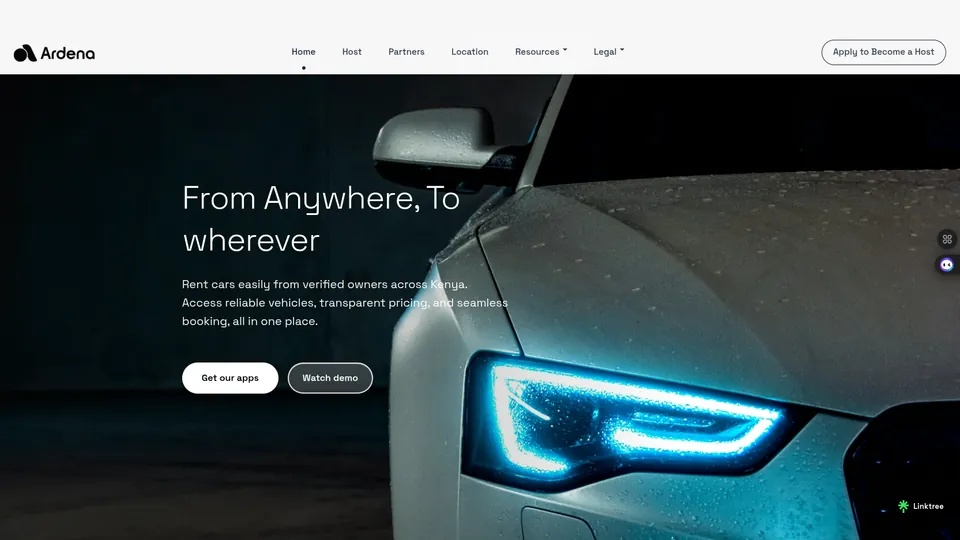 Ardena
Home
Host
Partners
Location
Resources
Legal
Apply to Become a Host
From Anywhere, To
wherever
Rent cars easily from verified owners across Kenya.
Access reliable vehicles, transparent pricing, and seamless
booking, all in one place.
Get our apps
Watch demo
Linktree